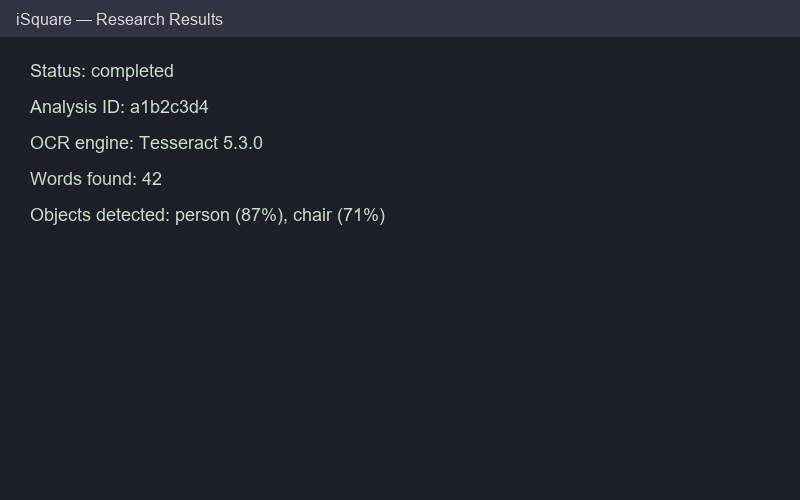 iSquare — Research Results
Status: completed
Analysis ID: a1b2c3d4
OCR engine: Tesseract 5.3.0
Words found: 42
Objects detected: person (87%), chair (71%)